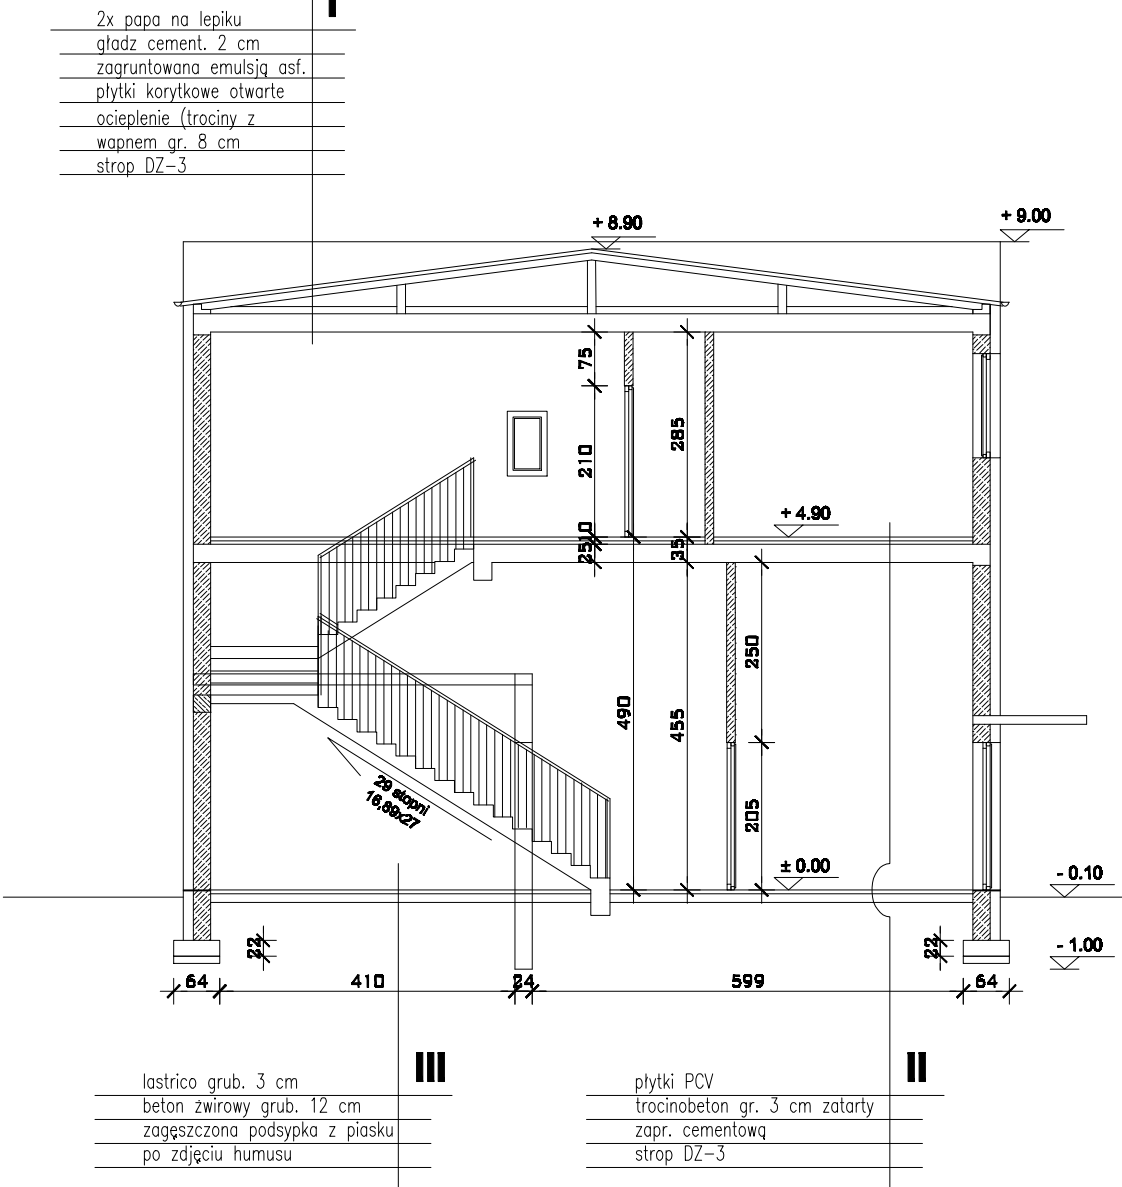 I
2x papa na lepiku
gładz cement. 2 cm
zagruntowana emulsją asf.
płytki korytkowe otwarte
ocieplenie (trociny z
wapnem gr. 8 cm
strop DZ-3
+ 8.90
+ 9.00
75
210
285
10
25
35
+ 4.90
250
490
455
205
29 stopni
16,89x27
± 0.00
- 0.10
22
22
- 1.00
64
410
24
599
64
III
lastrico grub. 3 cm
beton żwirowy grub. 12 cm
zagęszczona podsypka z piasku
po zdjęciu humusu
II
płytki PCV
trocinobeton gr. 3 cm zatarty
zapr. cementową
strop DZ-3